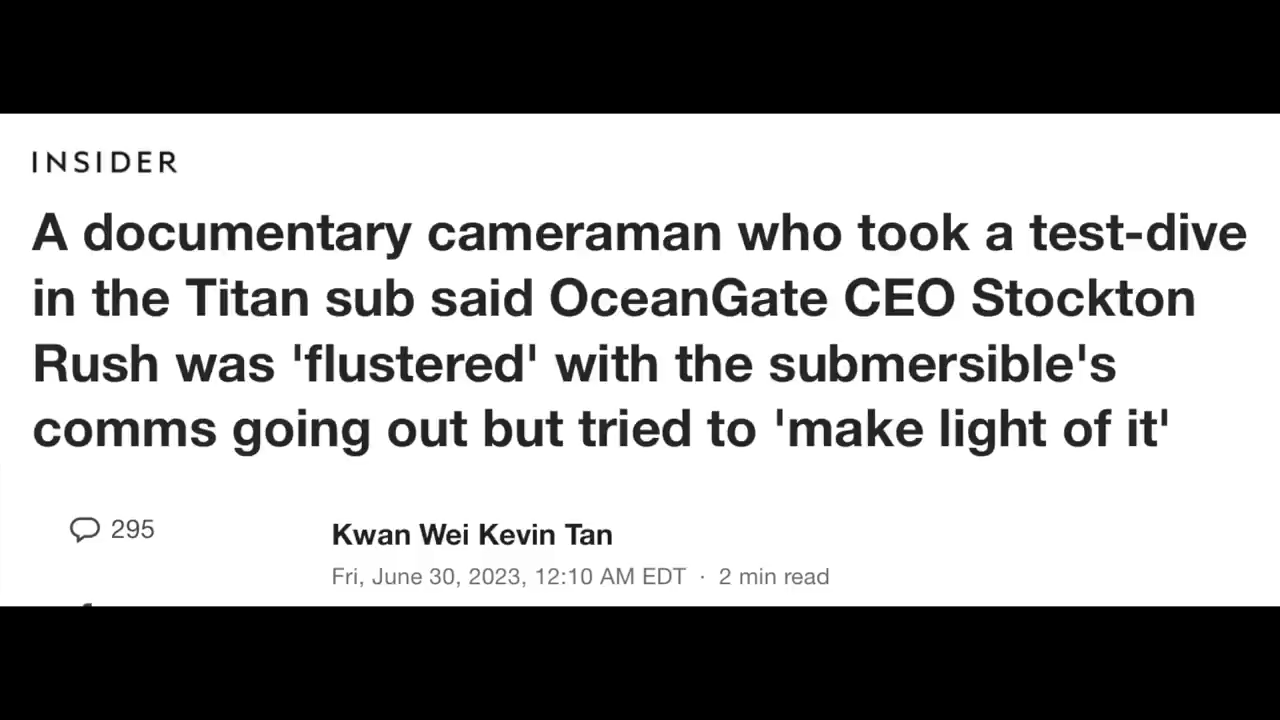 INSIDER
A documentary cameraman who took a test-dive
in the Titan sub said OceanGate CEO Stockton
Rush was 'flustered' with the submersible's
comms going out but tried to 'make light of it'
295
Kwan Wei Kevin Tan
Fri, June 30, 2023, 12:10 AM EDT · 2 min read